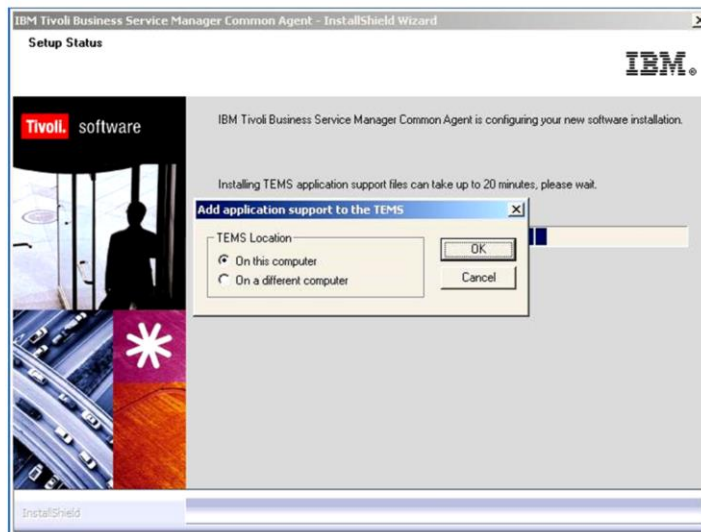 IBM Tivoli Business Service Manager Common Agent - InstallShield Wizard
Setup Status
IBM®
Tivoli. software
IBM Tivoli Business Service Manager Common Agent is configuring your new software installation.
Installing TEMS application support files can take up to 20 minutes, please wait.
Add application support to the TEMS
TEMS Location
On this computer
On a different computer
OK
Cancel
InstallShield